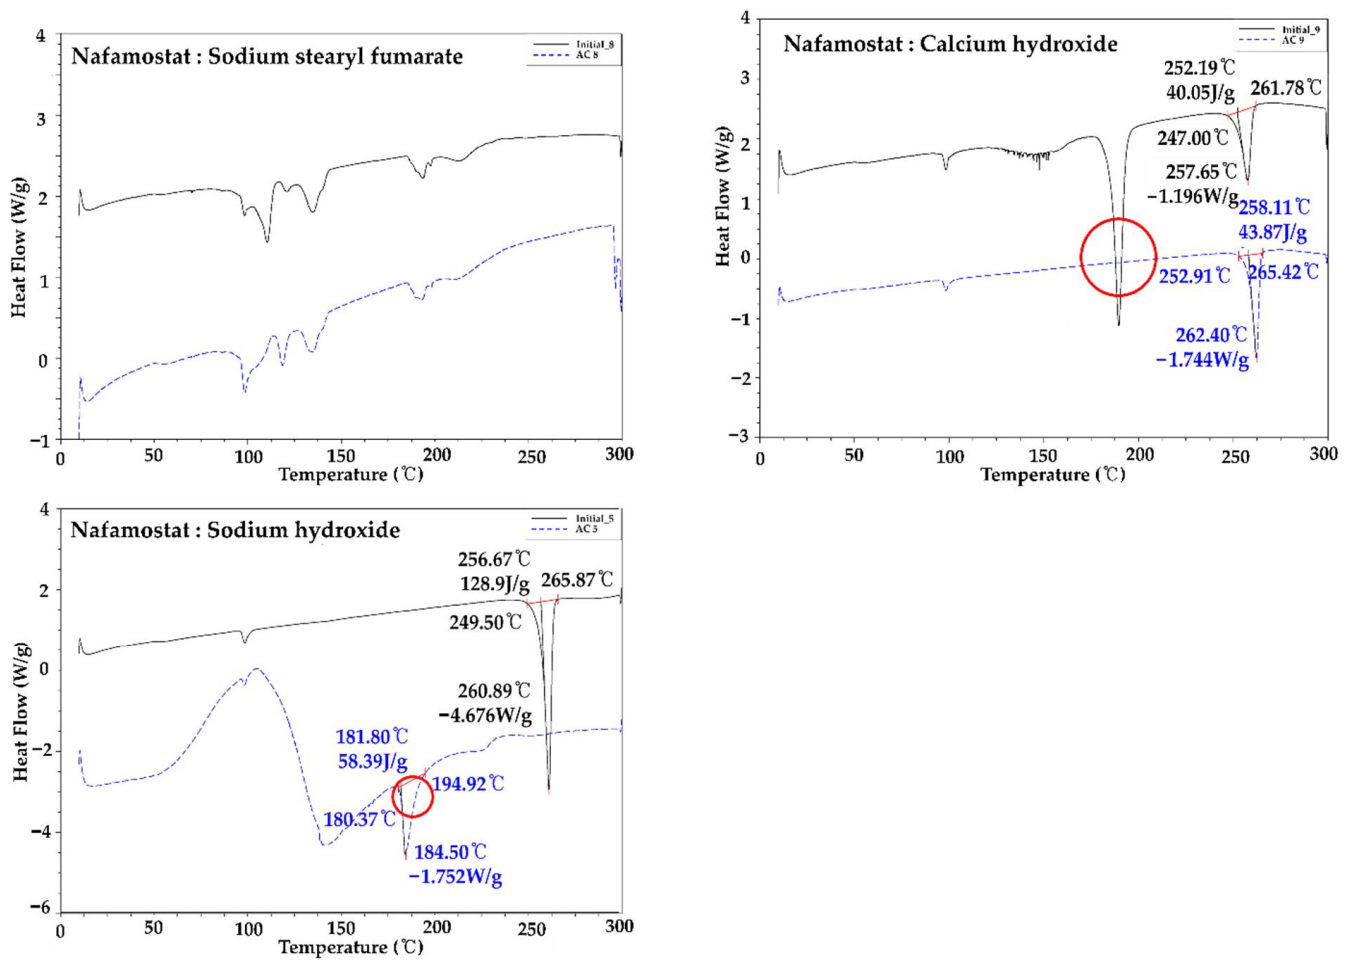 Nafamostat : Sodium stearyl fumarate
Initial_8
AC 8
4
3
2
1
0
−1
Heat Flow (W/g)
0
50
100
150
200
250
300
Temperature (℃)
Nafamostat : Calcium hydroxide
Initial_9
AC 9
4
3
2
1
0
−1
−2
−3
Heat Flow (W/g)
252.19℃
40.05J/g
261.78℃
247.00℃
257.65℃
−1.196W/g
258.11℃
43.87J/g
252.91℃
265.42℃
262.40℃
−1.744W/g
0
50
100
150
200
250
300
Temperature (℃)
Nafamostat : Sodium hydroxide
Initial_5
AC 5
4
2
0
−2
−4
−6
Heat Flow (W/g)
256.67℃
128.9J/g
265.87℃
249.50℃
260.89℃
−4.676W/g
181.80℃
58.39J/g
194.92℃
180.37℃
184.50℃
−1.752W/g
0
50
100
150
200
250
300
Temperature (℃)